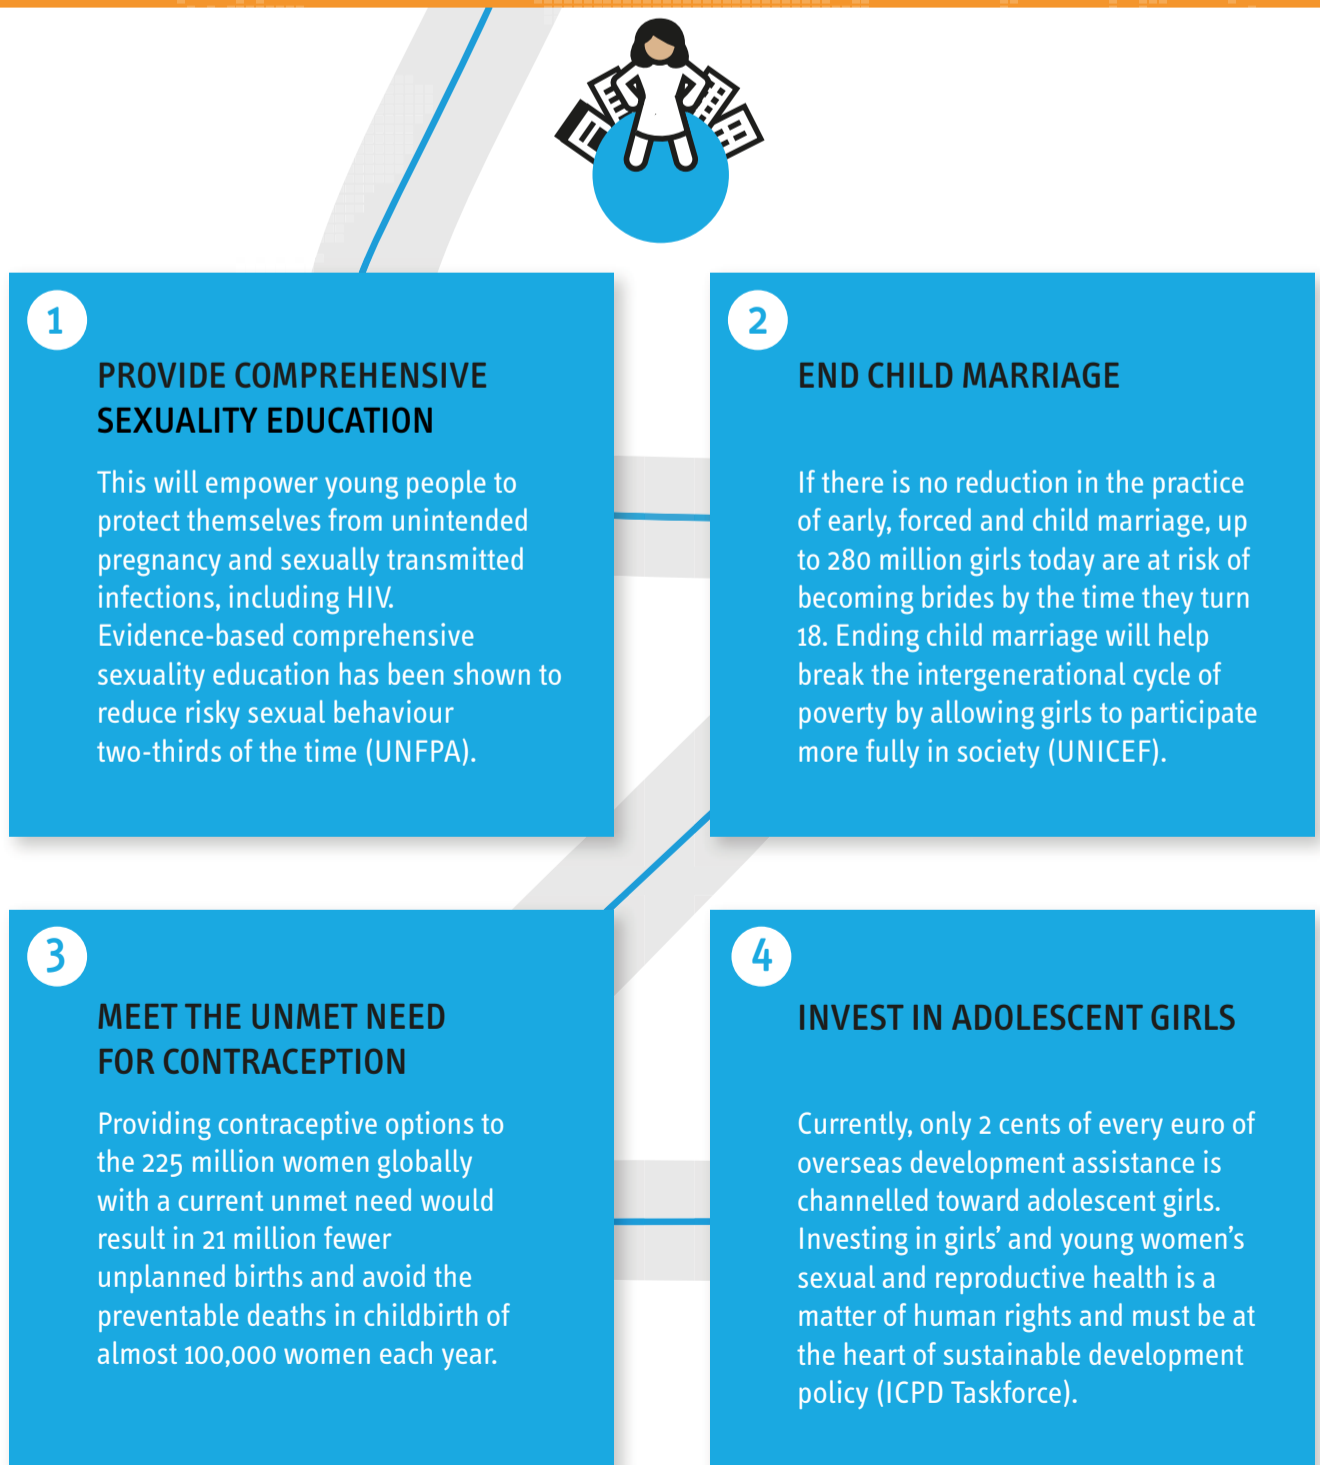 1
PROVIDE COMPREHENSIVE
SEXUALITY EDUCATION
This will empower young people to
protect themselves from unintended
pregnancy and sexually transmitted
infections, including HIV.
Evidence-based comprehensive
sexuality education has been shown to
reduce risky sexual behaviour
two-thirds of the time (UNFPA).
2
END CHILD MARRIAGE
If there is no reduction in the practice
of early, forced and child marriage, up
to 280 million girls today are at risk of
becoming brides by the time they turn
18. Ending child marriage will help
break the intergenerational cycle of
poverty by allowing girls to participate
more fully in society (UNICEF).
3
MEET THE UNMET NEED
FOR CONTRACEPTION
Providing contraceptive options to
the 225 million women globally
with a current unmet need would
result in 21 million fewer
unplanned births and avoid the
preventable deaths in childbirth of
almost 100,000 women each year.
4
INVEST IN ADOLESCENT GIRLS
Currently, only 2 cents of every euro of
overseas development assistance is
channelled toward adolescent girls.
Investing in girls’ and young women’s
sexual and reproductive health is a
matter of human rights and must be at
the heart of sustainable development
policy (ICPD Taskforce).